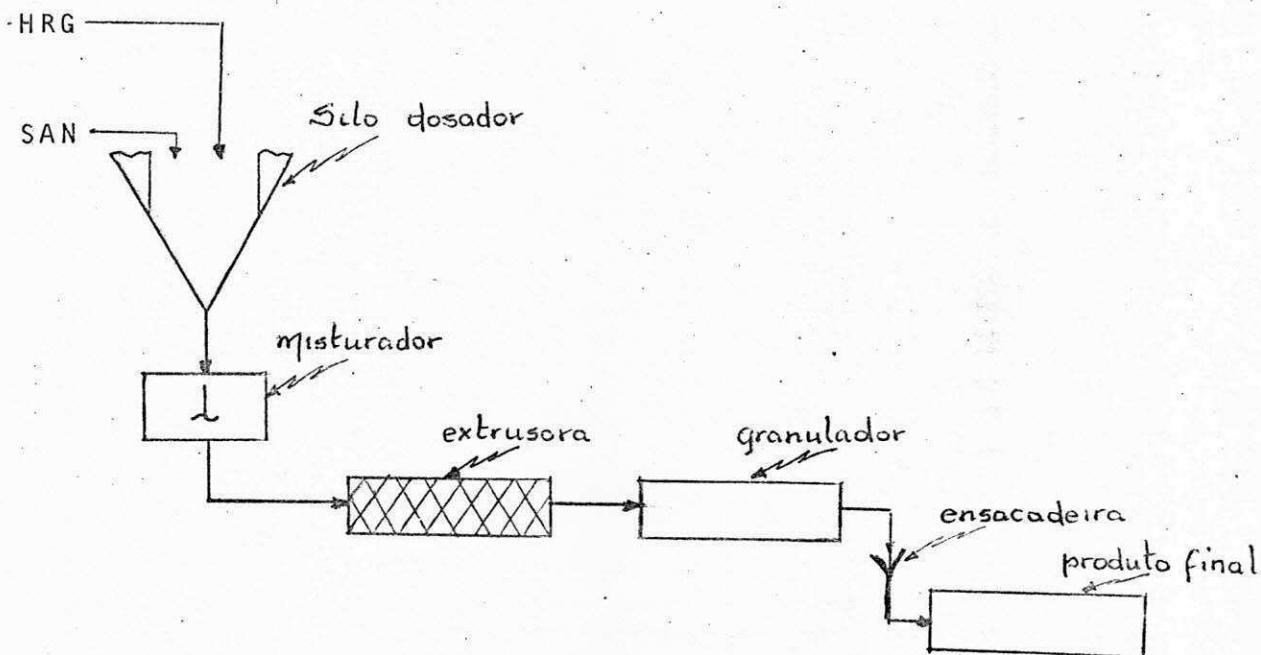 HRG
SAN
Silo dosador
misturador
extrusora
granulador
ensacadeira
produto final